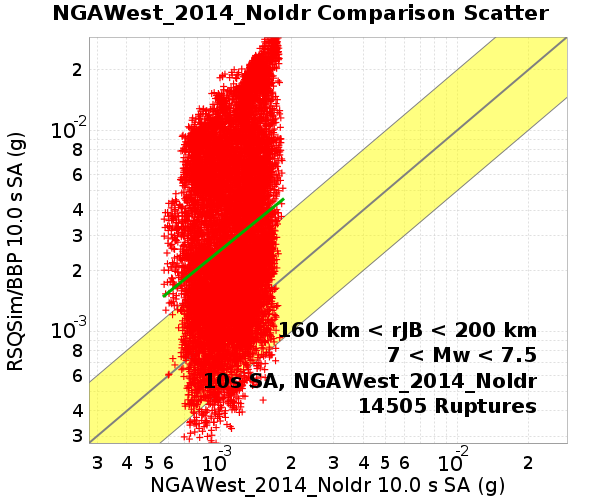 NGAWest_2014_NoIdr Comparison Scatter
RSQSim/BBP 10.0 s SA (g)
2
10-2
8
6
4
3
2
10-3
8
6
4
3
160 km < rJB < 200 km
7 < Mw < 7.5
10s SA, NGAWest_2014_NoIdr
14505 Ruptures
3 4 5 6 10-3 2 3 4 5 6 10-2 2
NGAWest_2014_NoIdr 10.0 s SA (g)